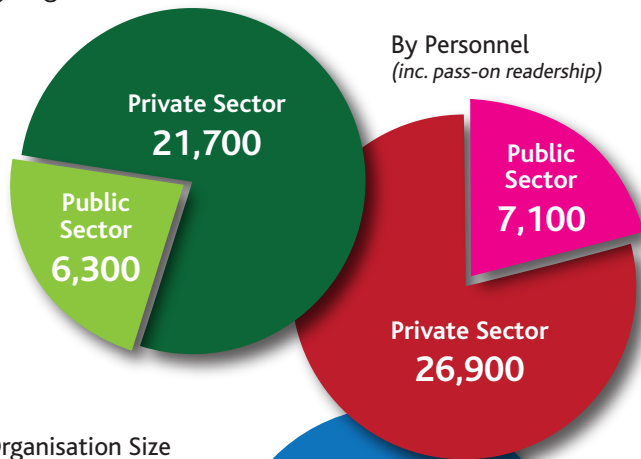 By Personnel
(inc. pass-on readership)
Private Sector
21,700
Public
Sector
6,300
Public
Sector
7,100
Private Sector
26,900
Organisation Size